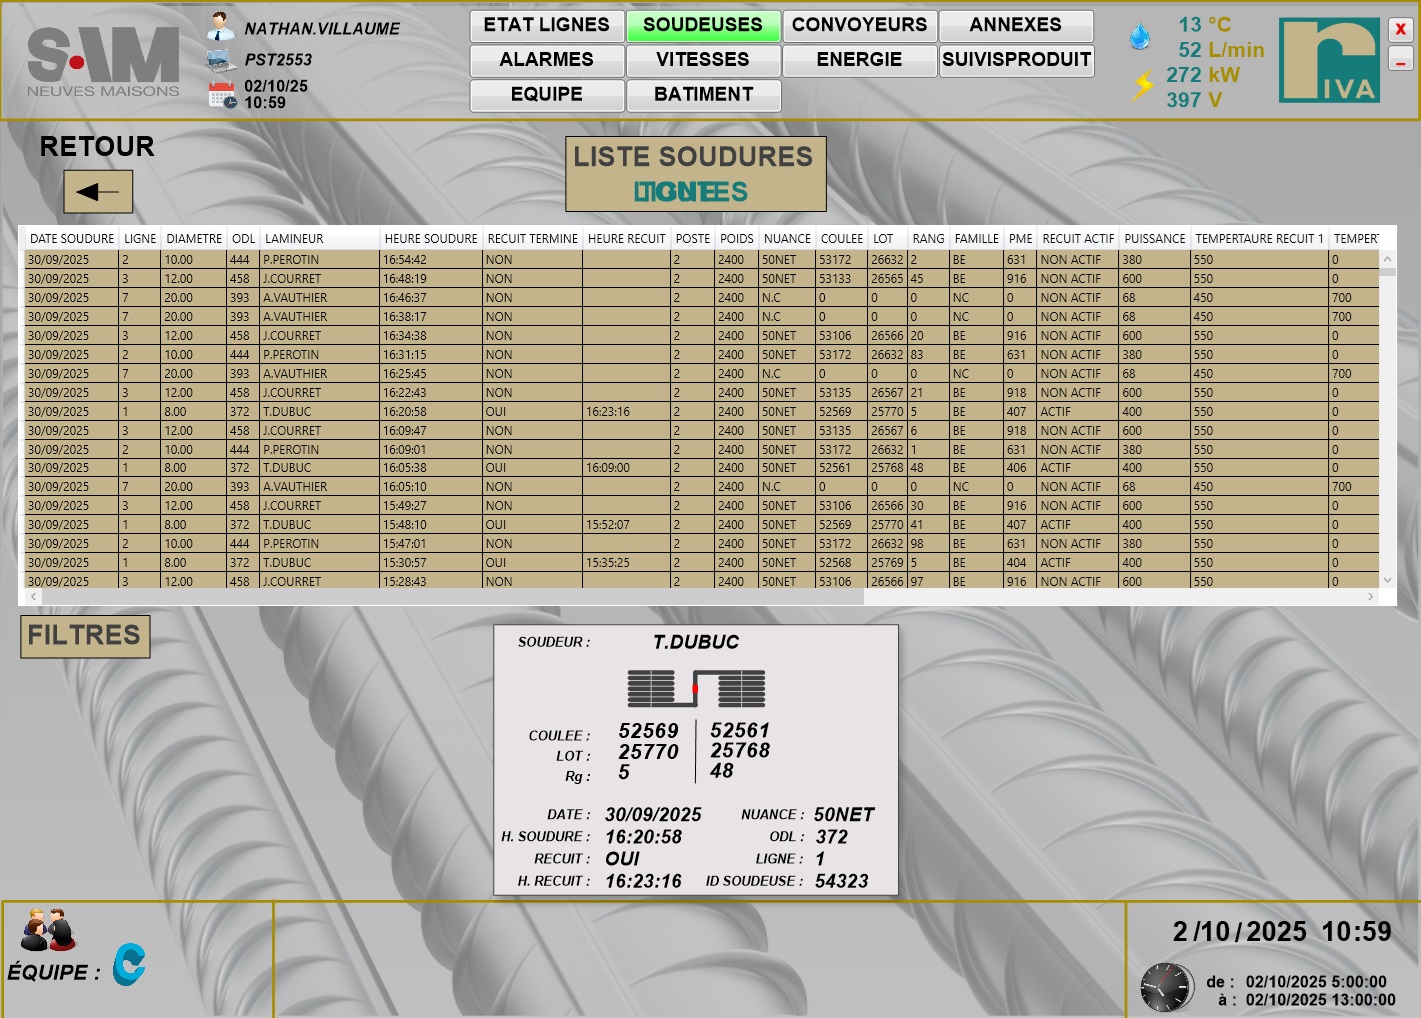 SAM
NEUVES MAISONS
NATHAN.VILLAUME
PST2553
02/10/25
10:59
ETAT LIGNES SOUDEUSES CONVOYEURS ANNEXES
ALARMES VITESSES ENERGIE SUIVISPRODUIT
EQUIPE BATIMENT
13 °C
52 L/min
272 kW
397 V
rIVA
X
RETOUR
LISTE SOUDURES
DATE SOUDURE LIGNE DIAMETRE ODL LAMINEUR HEURE SOUDURE RECUIT TERMINE HEURE RECUIT POSTE POIDS NUANCE COULEE LOT RANG FAMILLE PME RECUIT ACTIF PUISSANCE TEMPERTAURE RECUIT 1 TEMPERT
30/09/2025 2 10.00 444 P.PEROTIN 16:54:42 NON 2 2400 50NET 53172 26632 2 BE 631 NON ACTIF 380 550 0
30/09/2025 3 12.00 458 J.COURRET 16:48:19 NON 2 2400 50NET 53133 26565 45 BE 916 NON ACTIF 600 550 0
30/09/2025 7 20.00 393 A.VAUTHIER 16:46:37 NON 2 2400 N.C 0 0 0 NC 0 NON ACTIF 68 450 700
30/09/2025 7 20.00 393 A.VAUTHIER 16:38:17 NON 2 2400 N.C 0 0 0 NC 0 NON ACTIF 68 450 700
30/09/2025 3 12.00 458 J.COURRET 16:34:38 NON 2 2400 50NET 53106 26566 20 BE 916 NON ACTIF 600 550 0
30/09/2025 2 10.00 444 P.PEROTIN 16:31:15 NON 2 2400 50NET 53172 26632 83 BE 631 NON ACTIF 380 550 0
30/09/2025 7 20.00 393 A.VAUTHIER 16:25:45 NON 2 2400 N.C 0 0 0 NC 0 NON ACTIF 68 450 700
30/09/2025 3 12.00 458 J.COURRET 16:22:43 NON 2 2400 50NET 53135 26567 21 BE 918 NON ACTIF 600 550 0
30/09/2025 1 8.00 372 T.DUBUC 16:20:58 OUI 16:23:16 2 2400 50NET 52569 25770 5 BE 407 ACTIF 400 550 0
30/09/2025 3 12.00 458 J.COURRET 16:09:47 NON 2 2400 50NET 53135 26567 6 BE 918 NON ACTIF 600 550 0
30/09/2025 2 10.00 444 P.PEROTIN 16:09:01 NON 2 2400 50NET 53172 26632 1 BE 631 NON ACTIF 380 550 0
30/09/2025 1 8.00 372 T.DUBUC 16:05:38 OUI 16:09:00 2 2400 50NET 52561 25768 48 BE 406 ACTIF 400 550 0
30/09/2025 7 20.00 393 A.VAUTHIER 16:05:10 NON 2 2400 N.C 0 0 0 NC 0 NON ACTIF 68 450 700
30/09/2025 3 12.00 458 J.COURRET 15:49:27 NON 2 2400 50NET 53106 26566 30 BE 916 NON ACTIF 600 550 0
30/09/2025 1 8.00 372 T.DUBUC 15:48:10 OUI 15:52:07 2 2400 50NET 52569 25770 41 BE 407 ACTIF 400 550 0
30/09/2025 2 10.00 444 P.PEROTIN 15:47:01 NON 2 2400 50NET 53172 26632 98 BE 631 NON ACTIF 380 550 0
30/09/2025 1 8.00 372 T.DUBUC 15:30:57 OUI 15:35:25 2 2400 50NET 52568 25769 5 BE 404 ACTIF 400 550 0
30/09/2025 3 12.00 458 J.COURRET 15:28:43 NON 2 2400 50NET 53106 26566 97 BE 916 NON ACTIF 600 550 0
FILTRES
SOUDEUR : T.DUBUC
COULEE : 52569 52561
LOT : 25770 25768
Rg : 5 48
DATE : 30/09/2025 NUANCE : 50NET
H. SOUDURE : 16:20:58 ODL : 372
RECUIT : OUI LIGNE : 1
H. RECUIT : 16:23:16 ID SOUDEUSE : 54323
ÉQUIPE : C
2 /10 / 2025 10:59
de : 02/10/2025 5:00:00
à : 02/10/2025 13:00:00